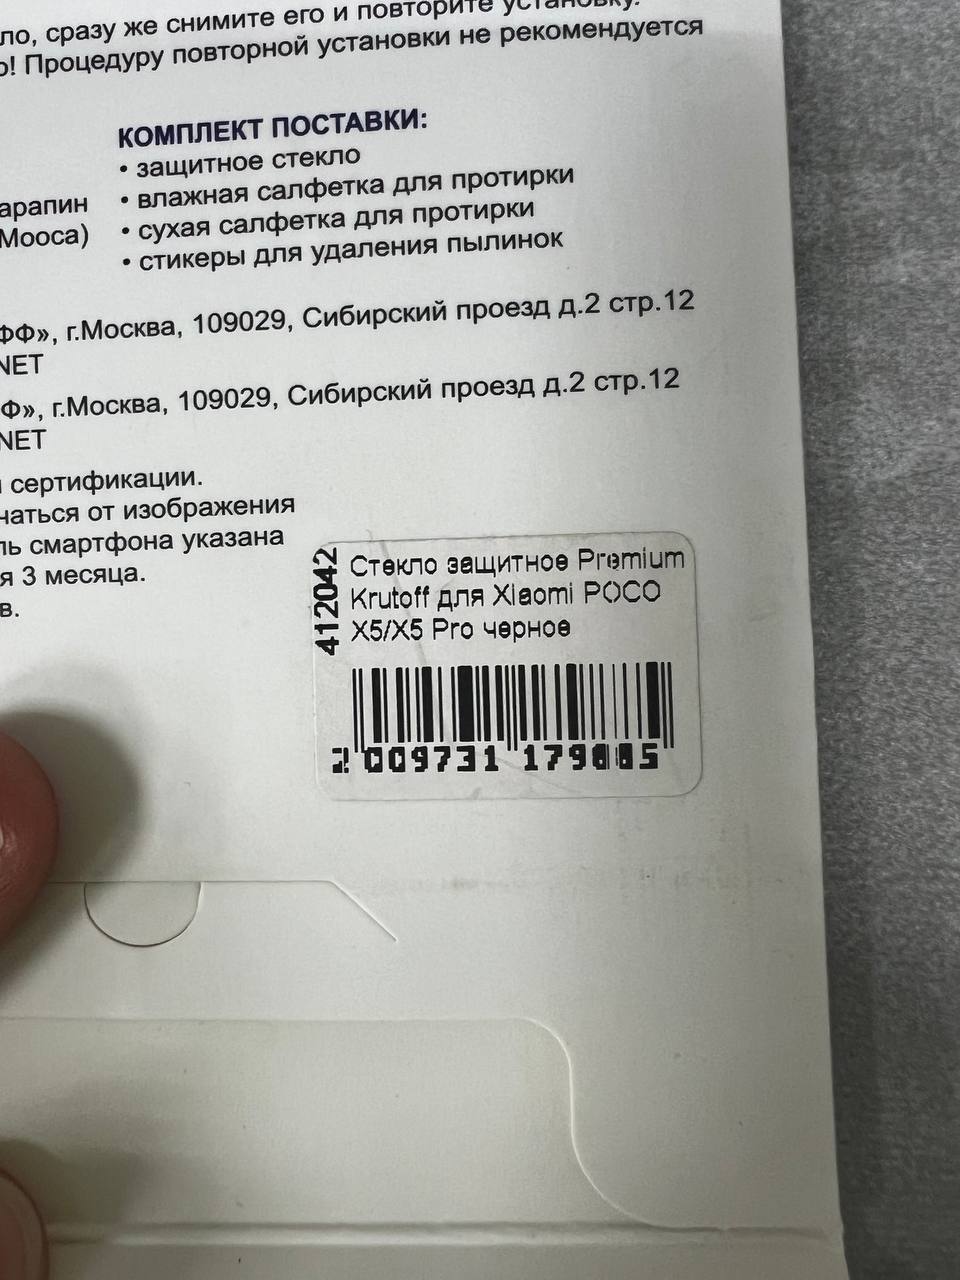 ло, сразу же снимите его и повторите установку.
о! Процедуру повторной установки не рекомендуется
КОМПЛЕКТ ПОСТАВКИ:
• защитное стекло
• влажная салфетка для протирки
• сухая салфетка для протирки
• стикеры для удаления пылинок
арапин
Мооса)
ФФ», г.Москва, 109029, Сибирский проезд д.2 стр.12
NET
Ф», г.Москва, 109029, Сибирский проезд д.2 стр.12
NET
и сертификации.
чаться от изображения
ль смартфона указана
я 3 месяца.
в.
412042
Стекло защитное Premium
Krutoff для Xiaomi POCO
X5/X5 Pro черное
2 009731